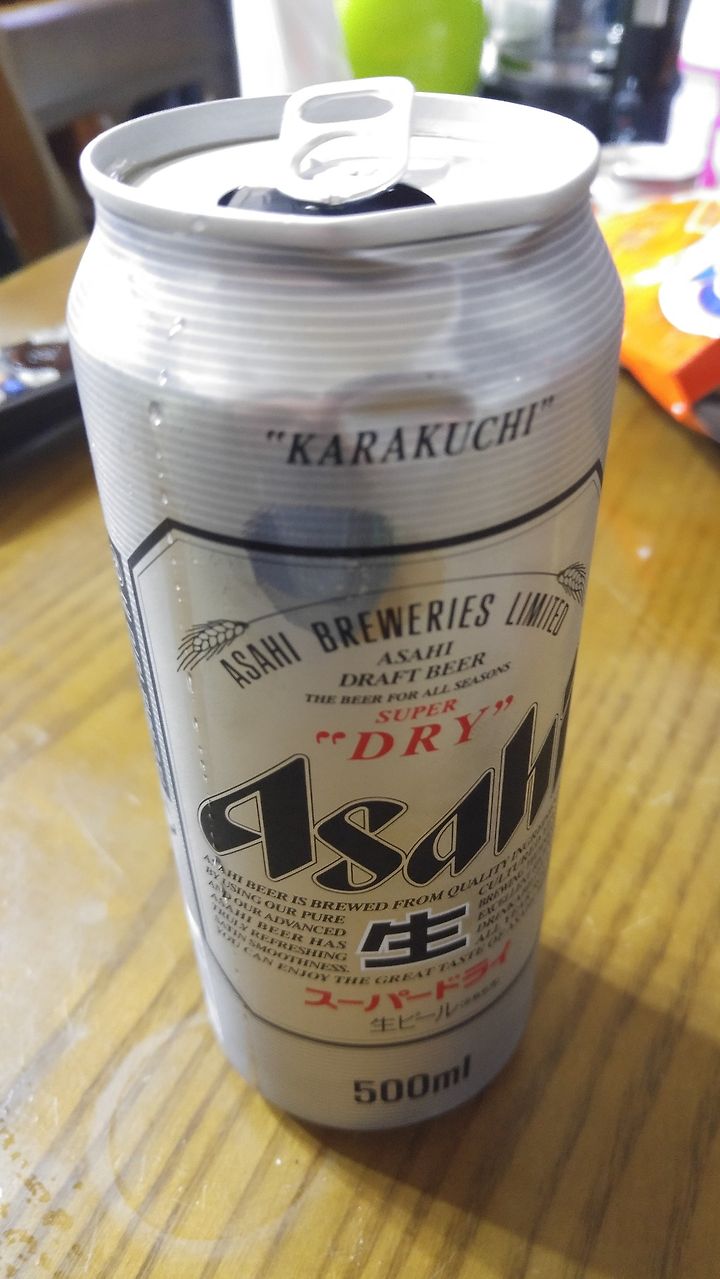 "KARAKUCHI"
ASAHI BREWERIES LIMITED
ASAHI
DRAFT BEER
THE BEER FOR ALL SEASONS
SUPER
"DRY"
Asahi
ASAHI BEER IS BREWED FROM QUALITY
BY USING OUR PURE
AND OUR ADVANCED
ASAHI BEER HAS
TRULY REFRESHING
SMOOTHNESS.
YOU CAN ENJOY THE GREAT TASTE OF
生
スーパードライ
生ビール
500ml